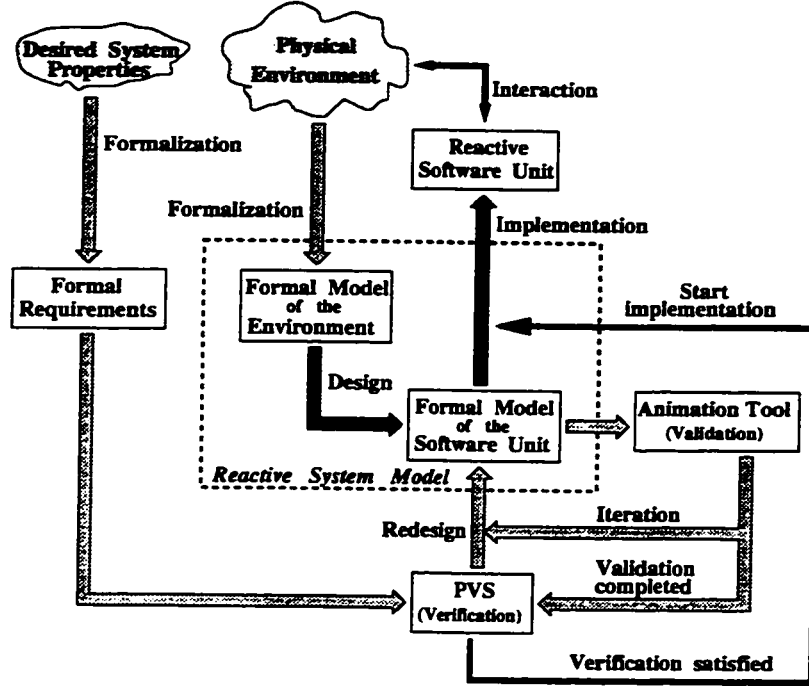 Desired System
Properties
Physical
Environment
Interaction
Formalization
Reactive
Software Unit
Formalization
Implementation
Formal
Requirements
Formal Model
of the
Environment
Start
implementation
Design
Formal Model
of the
Software Unit
Animation Tool
(Validation)
Reactive System Model
Redesign
Iteration
Validation
completed
PVS
(Verification)
Verification satisfied